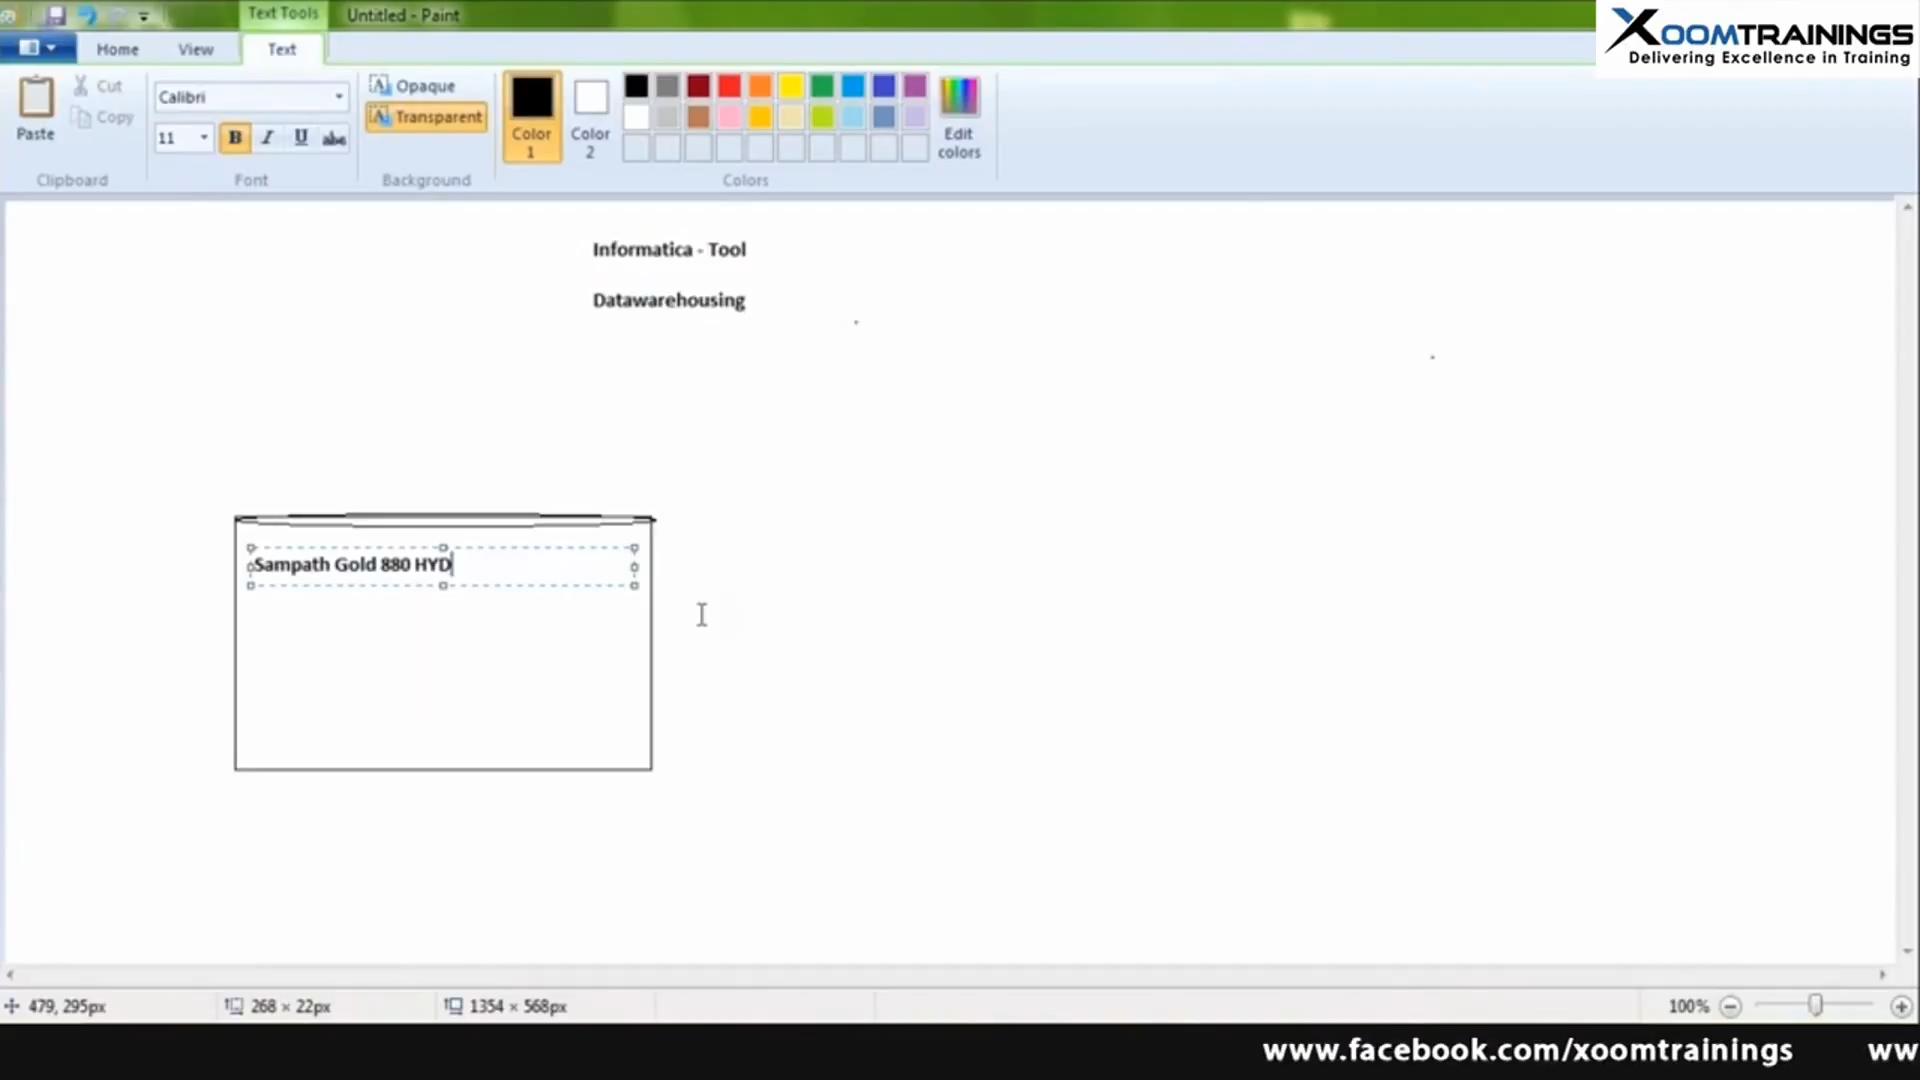 Text Tools
Untitled - Paint
XOOMTRAININGS
Delivering Excellence in Training
Home
View
Text
Paste
Cut
Copy
Clipboard
Calibri
11
B
I
U
abc
Font
Opaque
Transparent
Background
Color
1
Color
2
Edit
colors
Colors
Informatica - Tool
Datawarehousing
Sampath Gold 880 HYD
479, 295px
268 × 22px
1354 × 568px
100%
www.facebook.com/xoomtrainings
ww